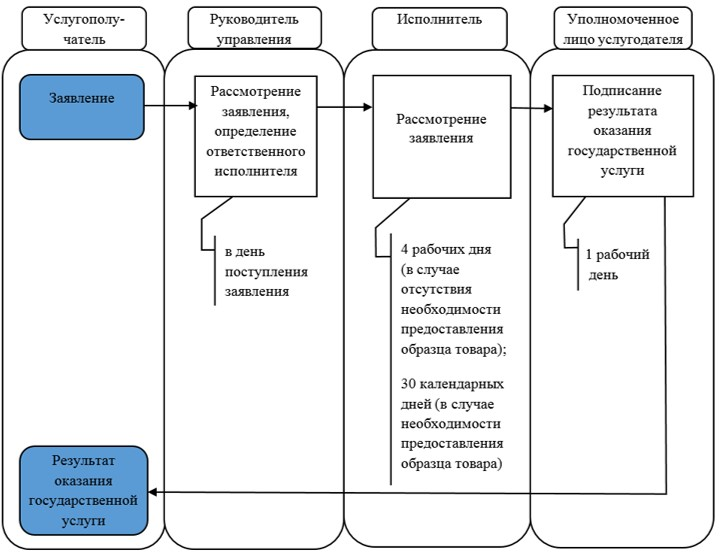 Услугополу-
чатель
Руководитель
управления
Исполнитель
Уполномоченное
лицо услугодателя
Заявление
Рассмотрение
заявления,
определение
ответственного
исполнителя
Рассмотрение
заявления
Подписание
результата
оказания
государственной
услуги
в день
поступления
заявления
4 рабочих дня
(в случае
отсутствия
необходимости
предоставления
образца товара);
30 календарных
дней (в случае
необходимости
предоставления
образца товара)
1 рабочий
день
Результат
оказания
государственной
услуги